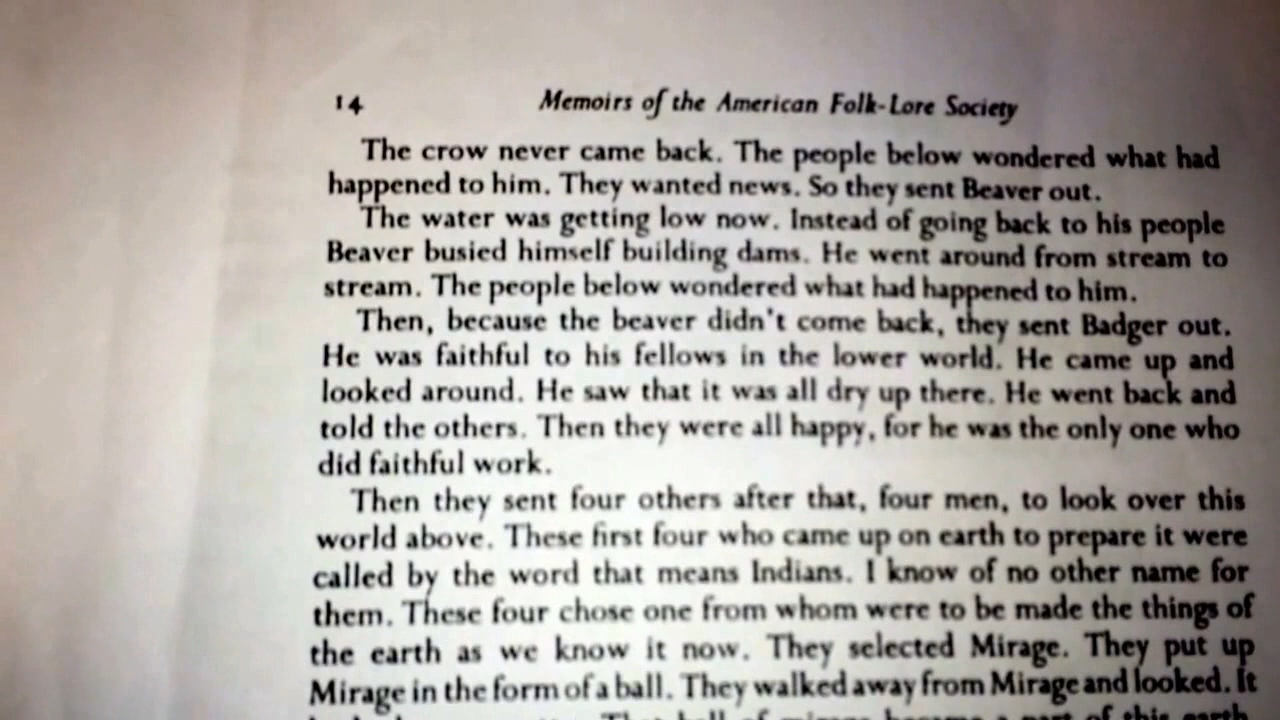 14 Memoirs of the American Folk-Lore Society
The crow never came back. The people below wondered what had
happened to him. They wanted news. So they sent Beaver out.
The water was getting low now. Instead of going back to his people
Beaver busied himself building dams. He went around from stream to
stream. The people below wondered what had happened to him.
Then, because the beaver didn't come back, they sent Badger out.
He was faithful to his fellows in the lower world. He came up and
looked around. He saw that it was all dry up there. He went back and
told the others. Then they were all happy, for he was the only one who
did faithful work.
Then they sent four others after that, four men, to look over this
world above. These first four who came up on earth to prepare it were
called by the word that means Indians. I know of no other name for
them. These four chose one from whom were to be made the things of
the earth as we know it now. They selected Mirage. They put up
Mirage in the form of a ball. They walked away from Mirage and looked. It
That ball of mirage became a part of this earth